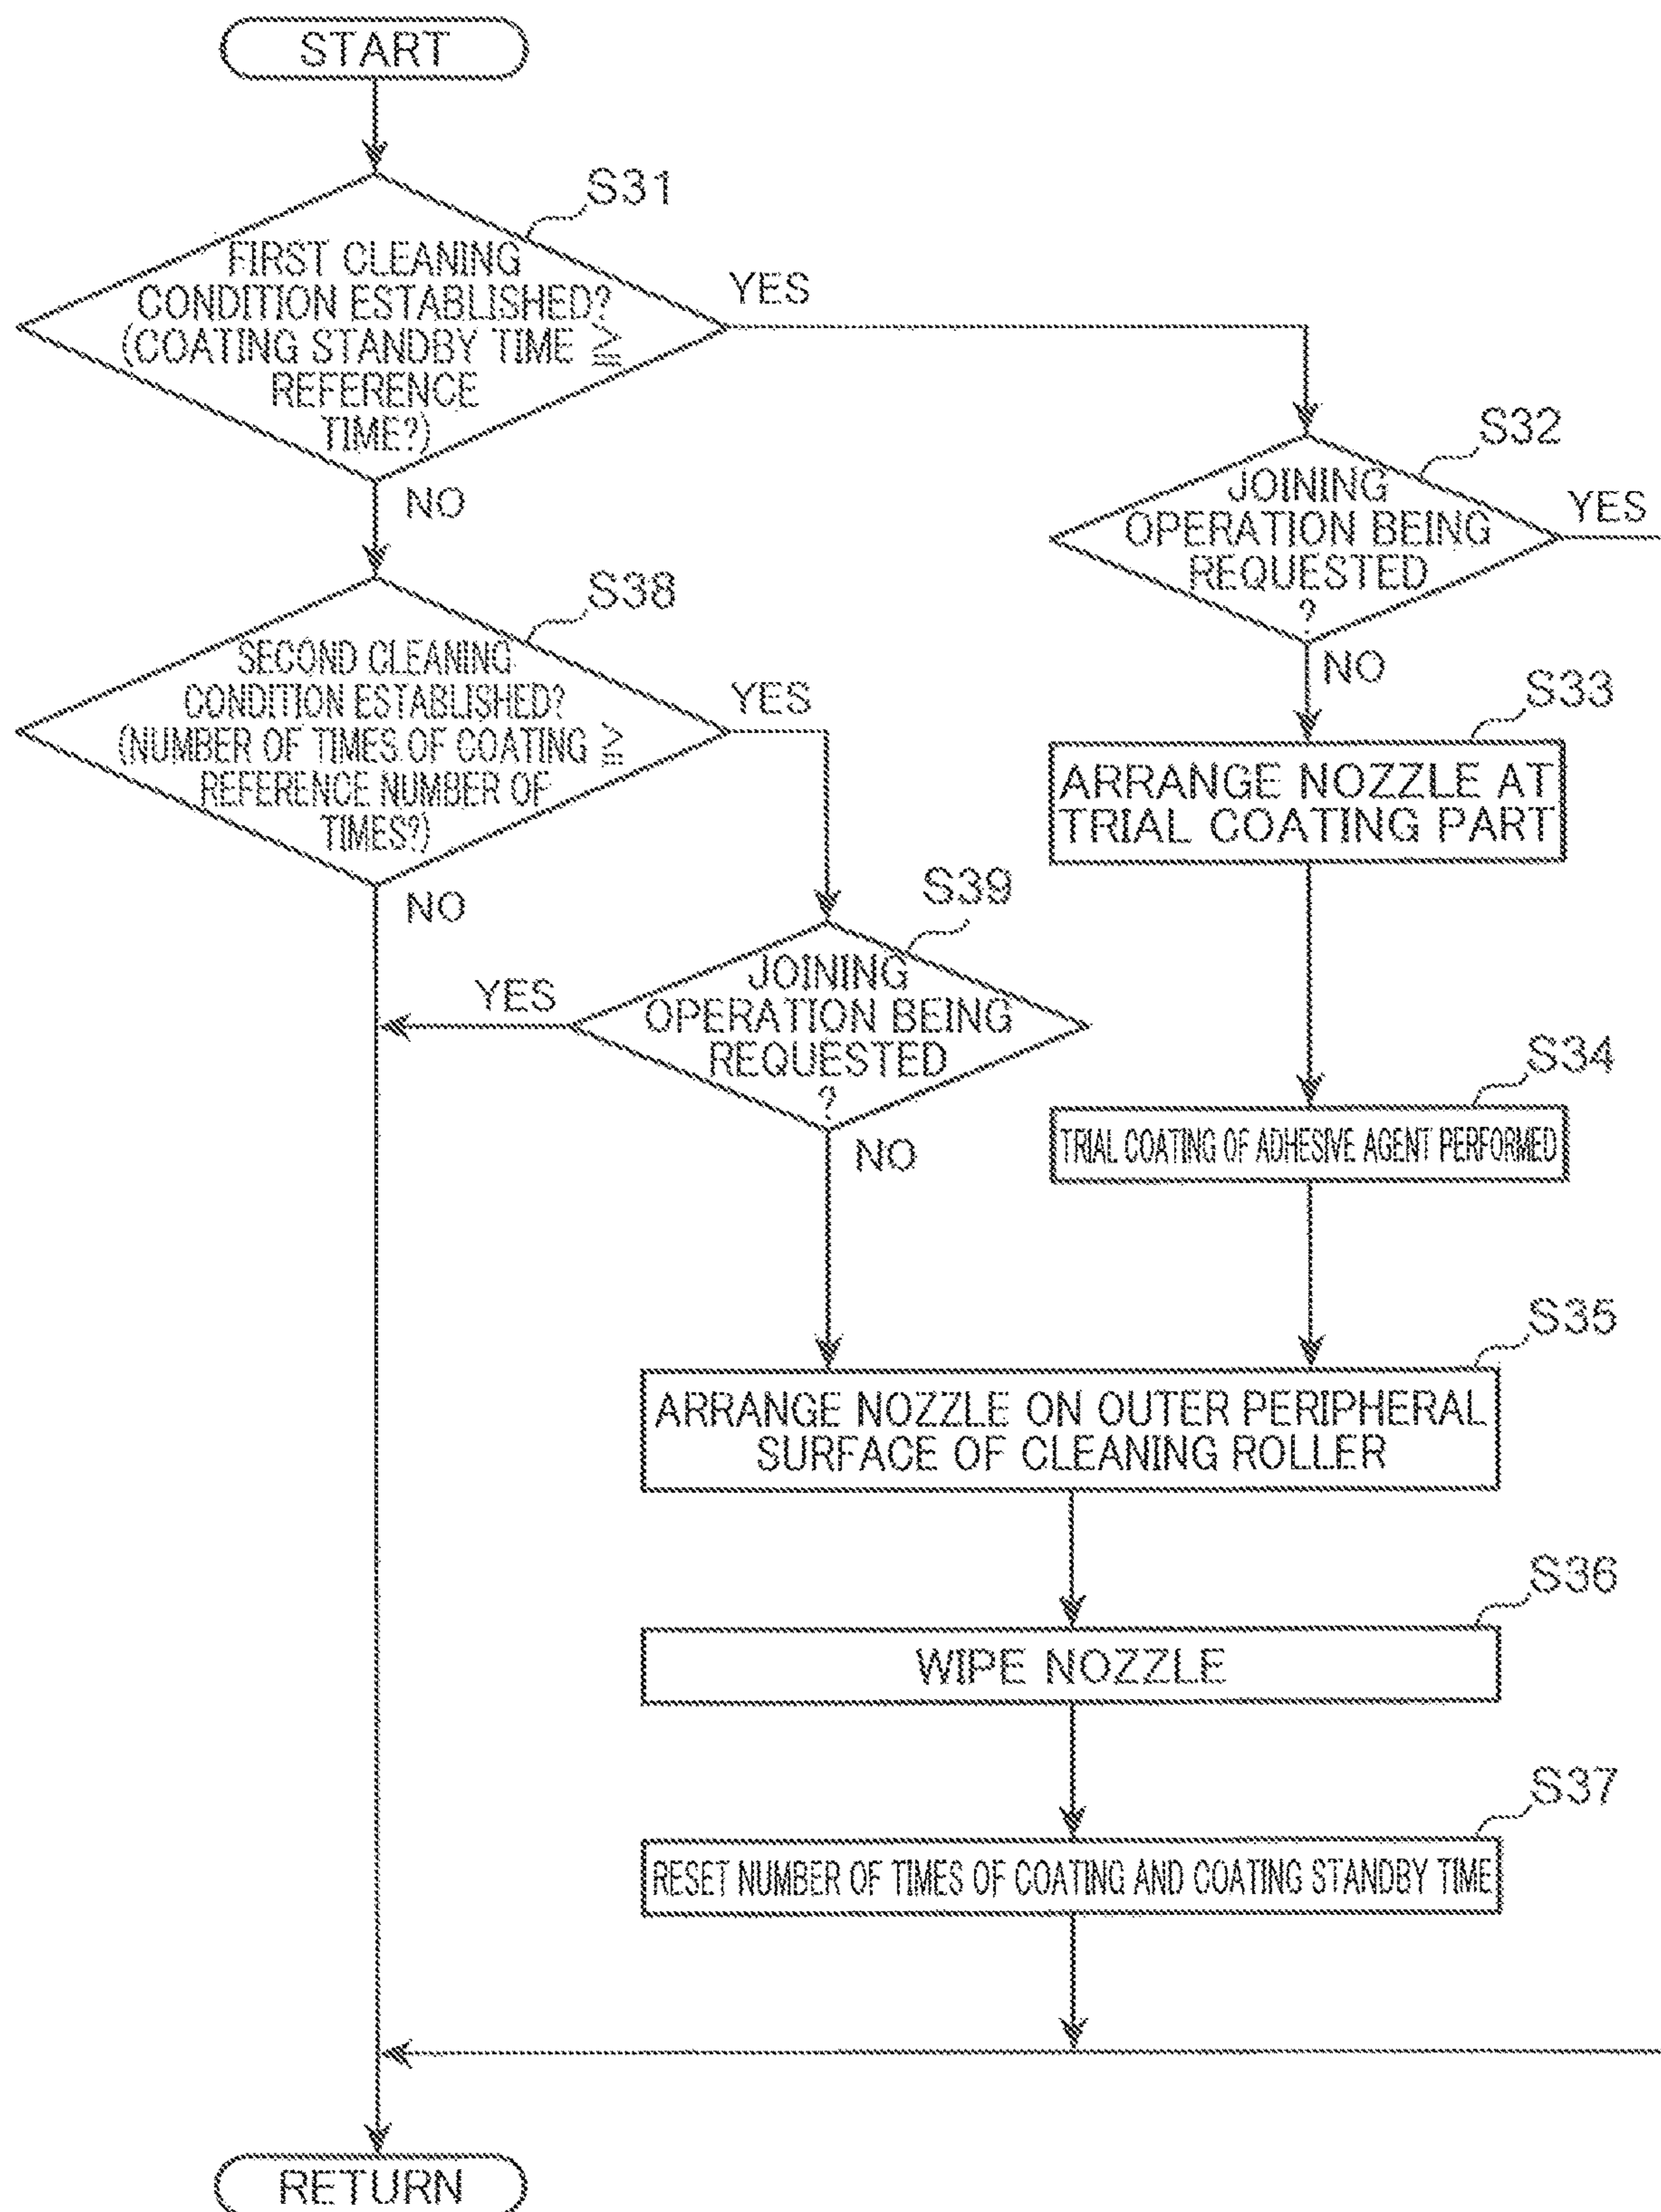 START
S31
FIRST CLEANING
CONDITION ESTABLISHED?
(COATING STANDBY TIME ≧
REFERENCE
TIME?)
YES
NO
S32
JOINING
OPERATION BEING
REQUESTED
?
YES
NO
S38
SECOND CLEANING
CONDITION ESTABLISHED?
(NUMBER OF TIMES OF COATING ≧
REFERENCE NUMBER OF
TIMES?)
YES
NO
S33
ARRANGE NOZZLE AT
TRIAL COATING PART
S39
JOINING
OPERATION BEING
REQUESTED
?
YES
NO
S34
TRIAL COATING OF ADHESIVE AGENT PERFORMED
S35
ARRANGE NOZZLE ON OUTER PERIPHERAL
SURFACE OF CLEANING ROLLER
S36
WIPE NOZZLE
S37
RESET NUMBER OF TIMES OF COATING AND COATING STANDBY TIME
RETURN